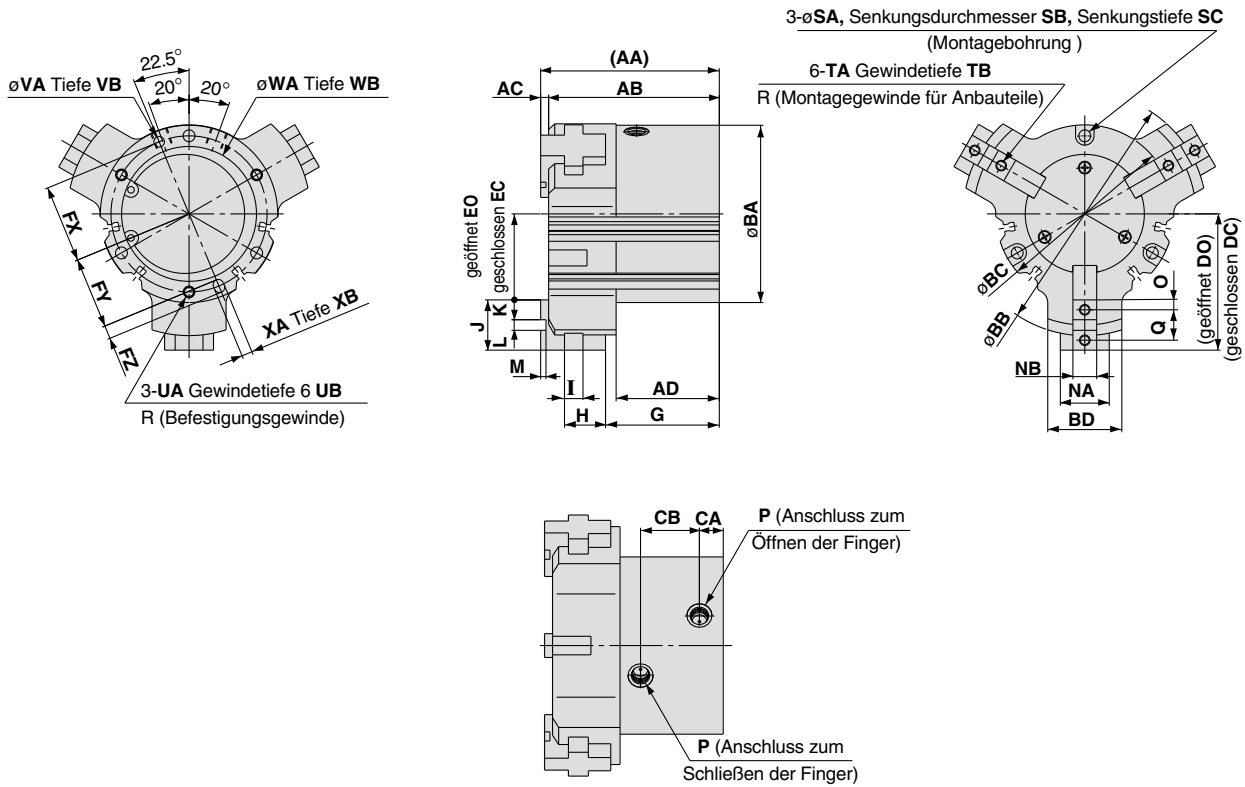 3-øSA, Senkungsdurchmesser SB, Senkungstiefe SC
(Montagebohrung )
6-TA Gewindetiefe TB
R (Montagegewinde für Anbauteile)
22.5°
20°
20°
øVA Tiefe VB
øWA Tiefe WB
FX
FY
FZ
XA Tiefe XB
3-UA Gewindetiefe 6 UB
R (Befestigungsgewinde)
(AA)
AC
AB
geöffnet EO
geschlossen EC
øBA
K
J
L
M
I
H
AD
G
øBC
øBB
O
Q
(geöffnet DO)
(geschlossen DC)
NB
NA
BD
CB
CA
P (Anschluss zum
Öffnen der Finger)
P (Anschluss zum
Schließen der Finger)